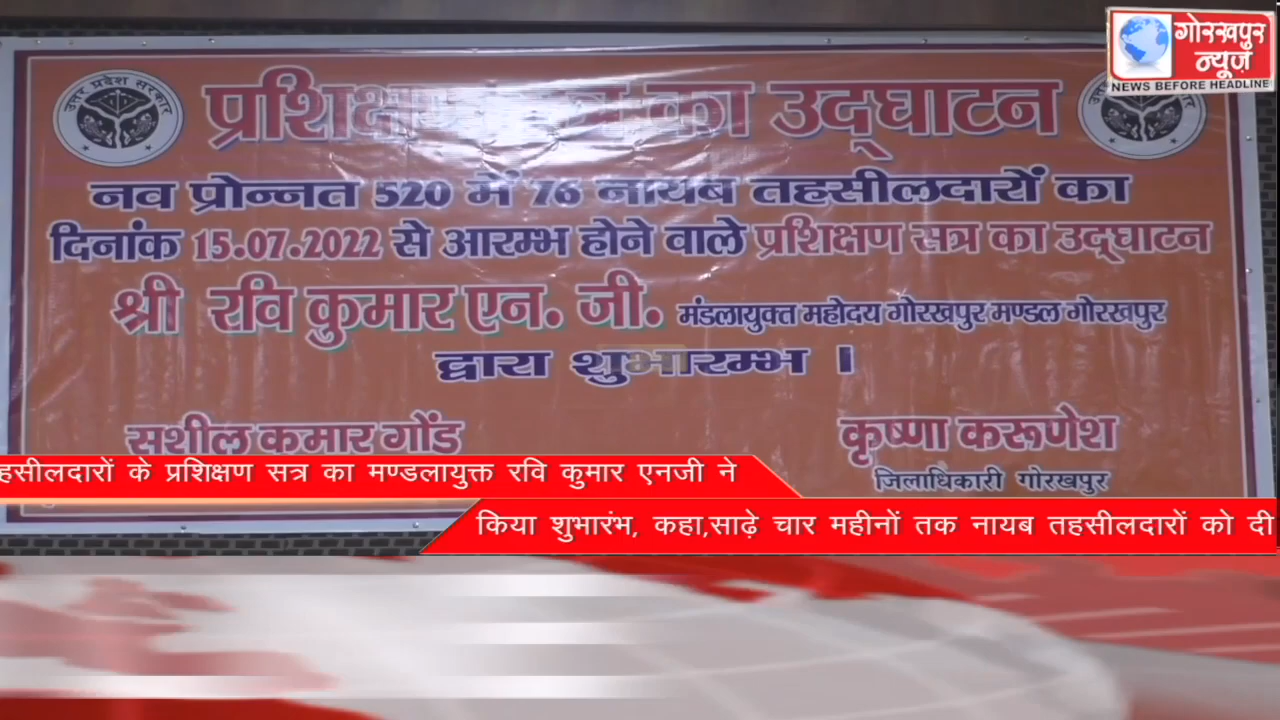 गोरखपुर
न्यूज़
NEWS BEFORE HEADLINE
उत्तर प्रदेश सरकार
प्रशिक्षण सत्र का उद्घाटन
नव प्रोन्नत 520 में 76 नायब तहसीलदारों का
दिनांक 15.07.2022 से आरम्भ होने वाले प्रशिक्षण सत्र का उद्घाटन
श्री रवि कुमार एन. जी. मंडलायुक्त महोदय गोरखपुर मण्डल गोरखपुर
द्वारा शुभारम्भ ।
सुशील कुमार गोंड
कृष्णा करूणेश
जिलाधिकारी गोरखपुर
हसीलदारों के प्रशिक्षण सत्र का मण्डलायुक्त रवि कुमार एनजी ने
किया शुभारंभ, कहा,साढ़े चार महीनों तक नायब तहसीलदारों को दी